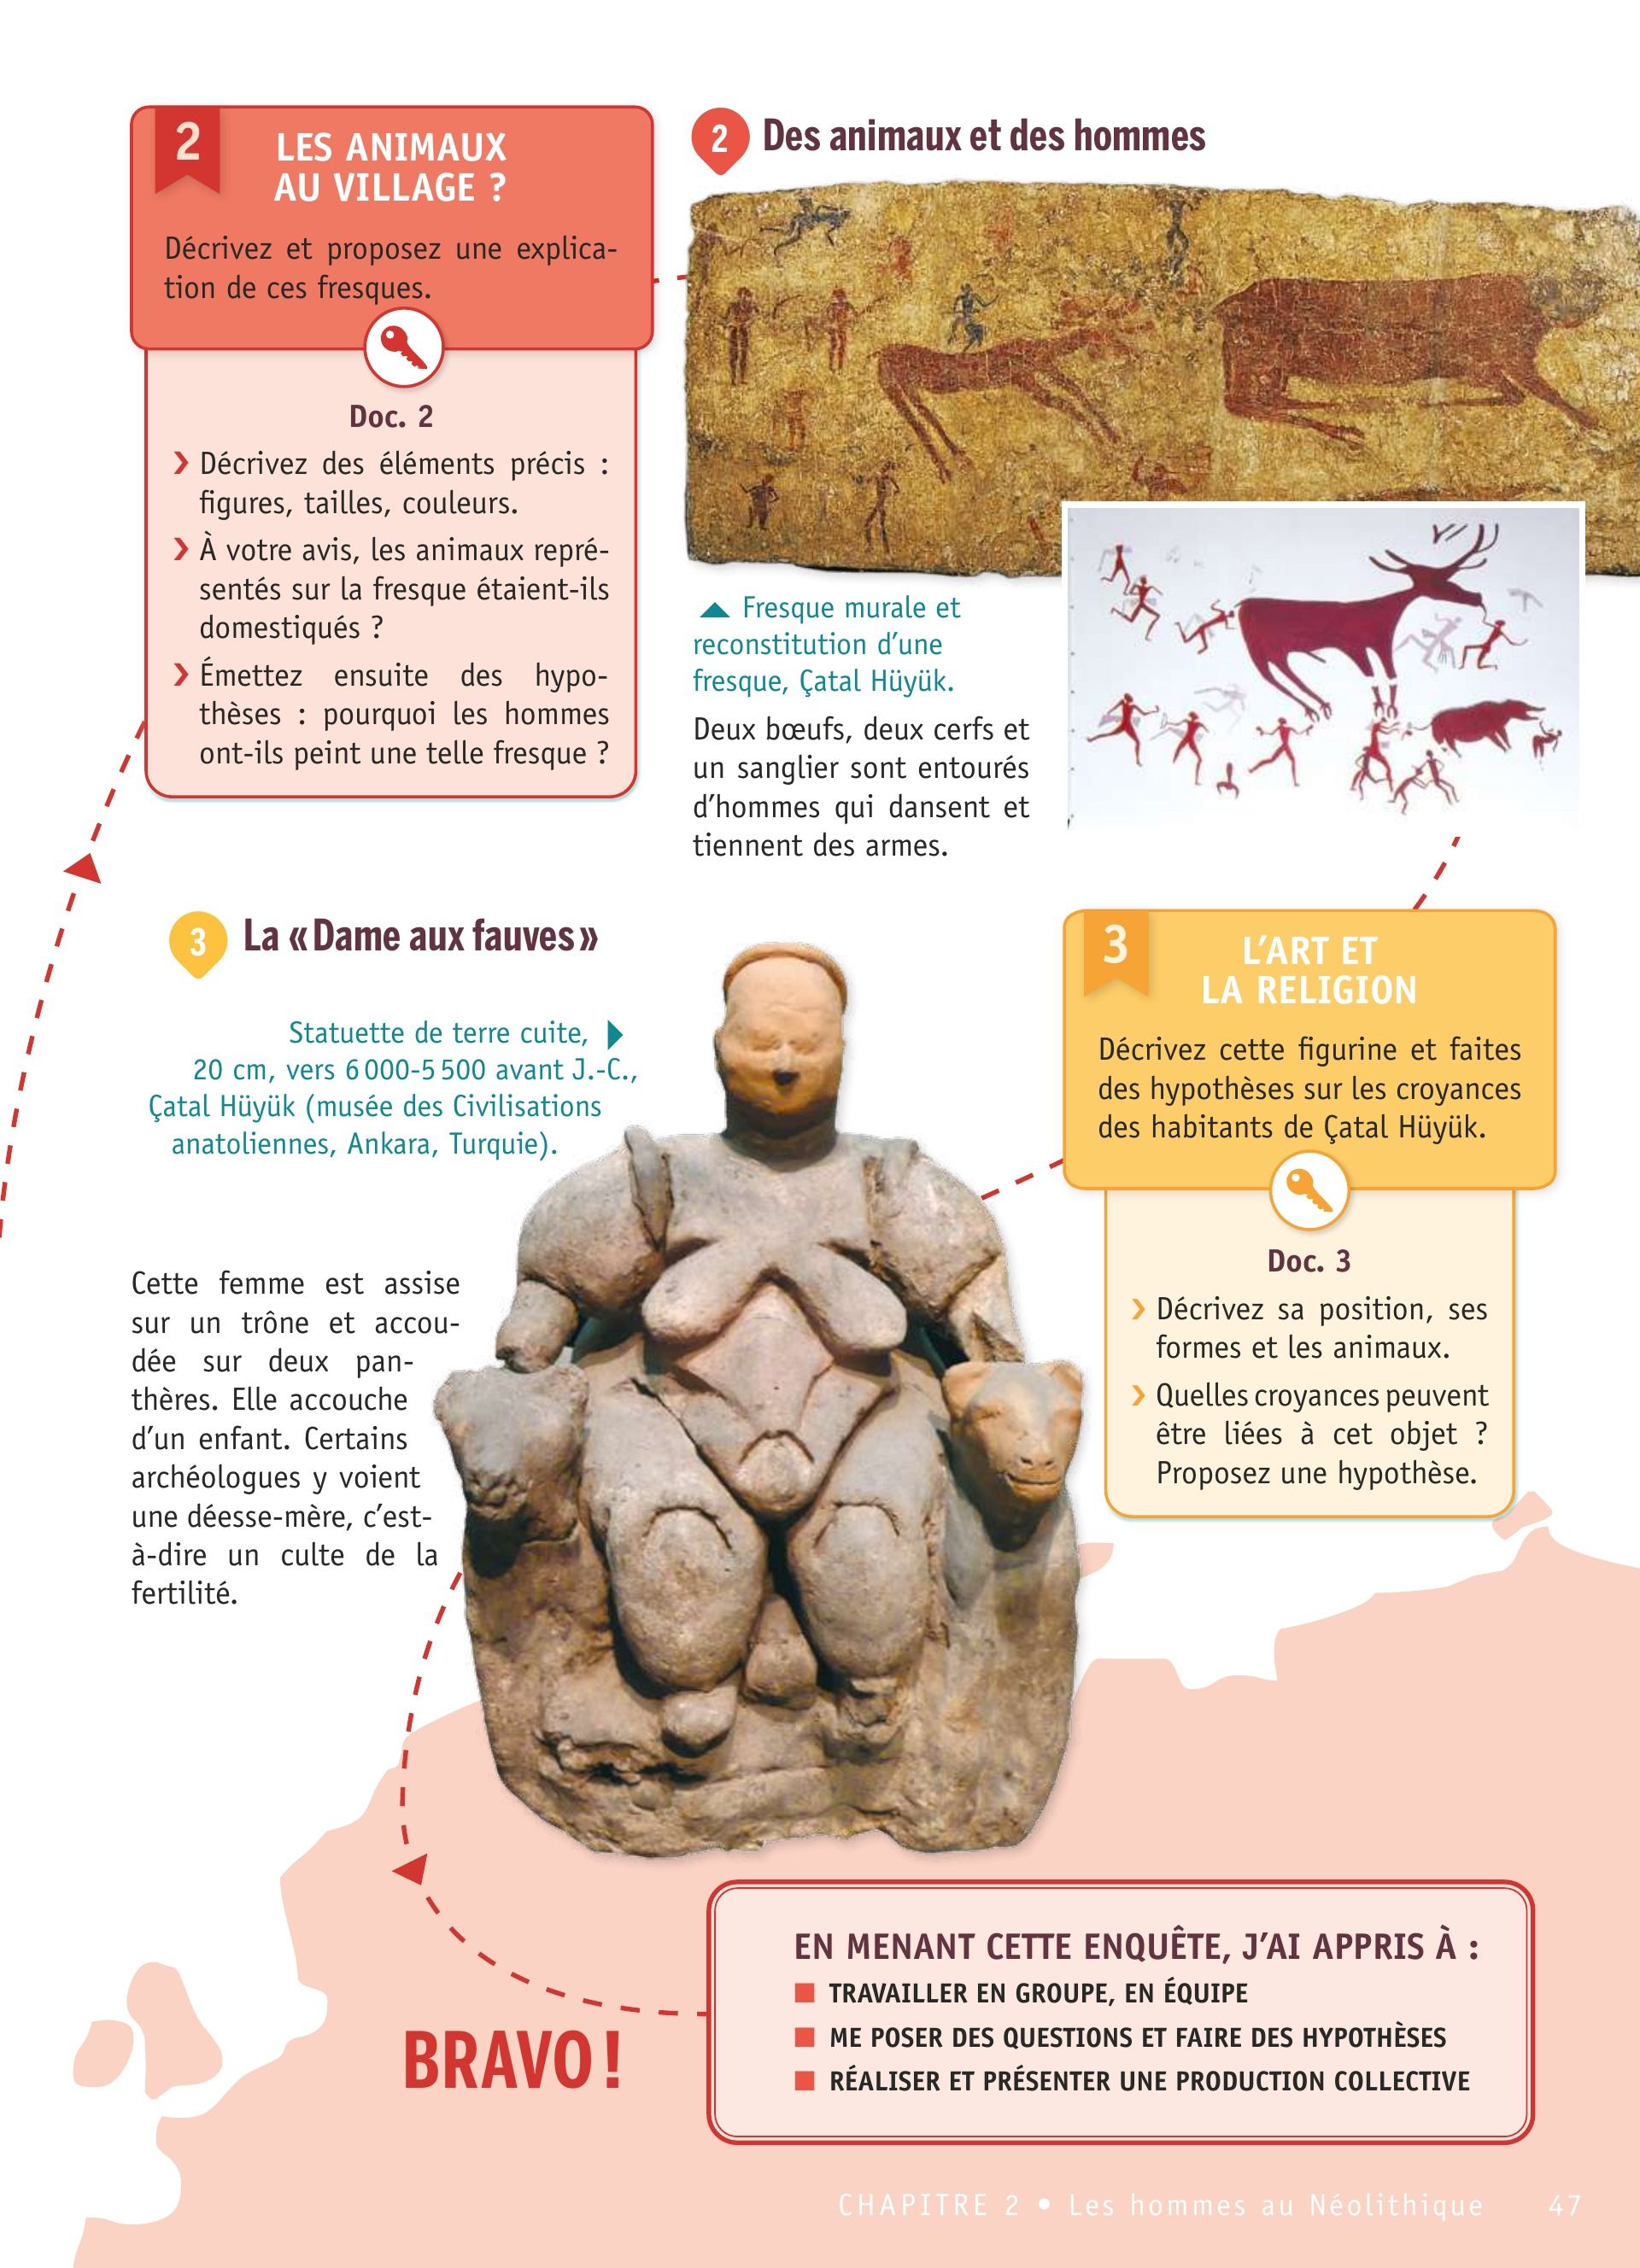 2
LES ANIMAUX
AU VILLAGE ?
Décrivez et proposez une explica-
tion de ces fresques.
Doc. 2
❯ Décrivez des éléments précis :
figures, tailles, couleurs.
❯ À votre avis, les animaux repré-
sentés sur la fresque étaient-ils
domestiqués ?
❯ Émettez ensuite des hypo-
thèses : pourquoi les hommes
ont-ils peint une telle fresque ?
2 Des animaux et des hommes
Fresque murale et
reconstitution d’une
fresque, Çatal Hüyük.
Deux bœufs, deux cerfs et
un sanglier sont entourés
d’hommes qui dansent et
tiennent des armes.
3 La « Dame aux fauves »
Statuette de terre cuite,
20 cm, vers 6 000-5 500 avant J.-C.,
Çatal Hüyük (musée des Civilisations
anatoliennes, Ankara, Turquie).
Cette femme est assise
sur un trône et accou-
dée sur deux pan-
thères. Elle accouche
d’un enfant. Certains
archéologues y voient
une déesse-mère, c’est-
à-dire un culte de la
fertilité.
3
L’ART ET
LA RELIGION
Décrivez cette figurine et faites
des hypothèses sur les croyances
des habitants de Çatal Hüyük.
Doc. 3
❯ Décrivez sa position, ses
formes et les animaux.
❯ Quelles croyances peuvent
être liées à cet objet ?
Proposez une hypothèse.
BRAVO !
EN MENANT CETTE ENQUÊTE, J’AI APPRIS À :
■ TRAVAILLER EN GROUPE, EN ÉQUIPE
■ ME POSER DES QUESTIONS ET FAIRE DES HYPOTHÈSES
■ RÉALISER ET PRÉSENTER UNE PRODUCTION COLLECTIVE
CHAPITRE 2 • Les hommes au Néolithique 47